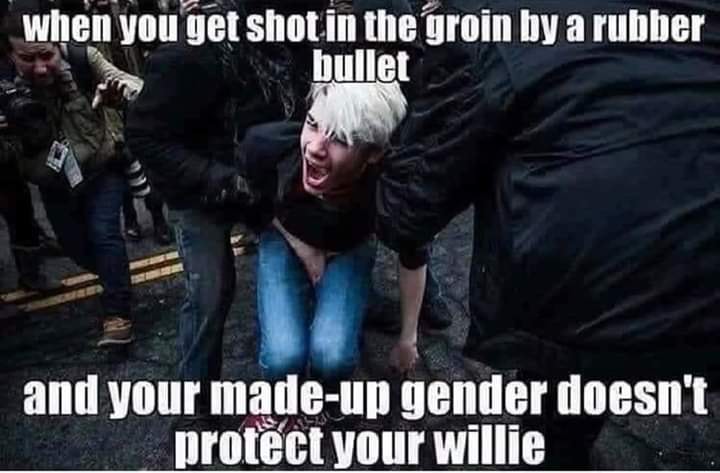 when you get shot in the groin by a rubber
bullet
and your made-up gender doesn't
protect your willie